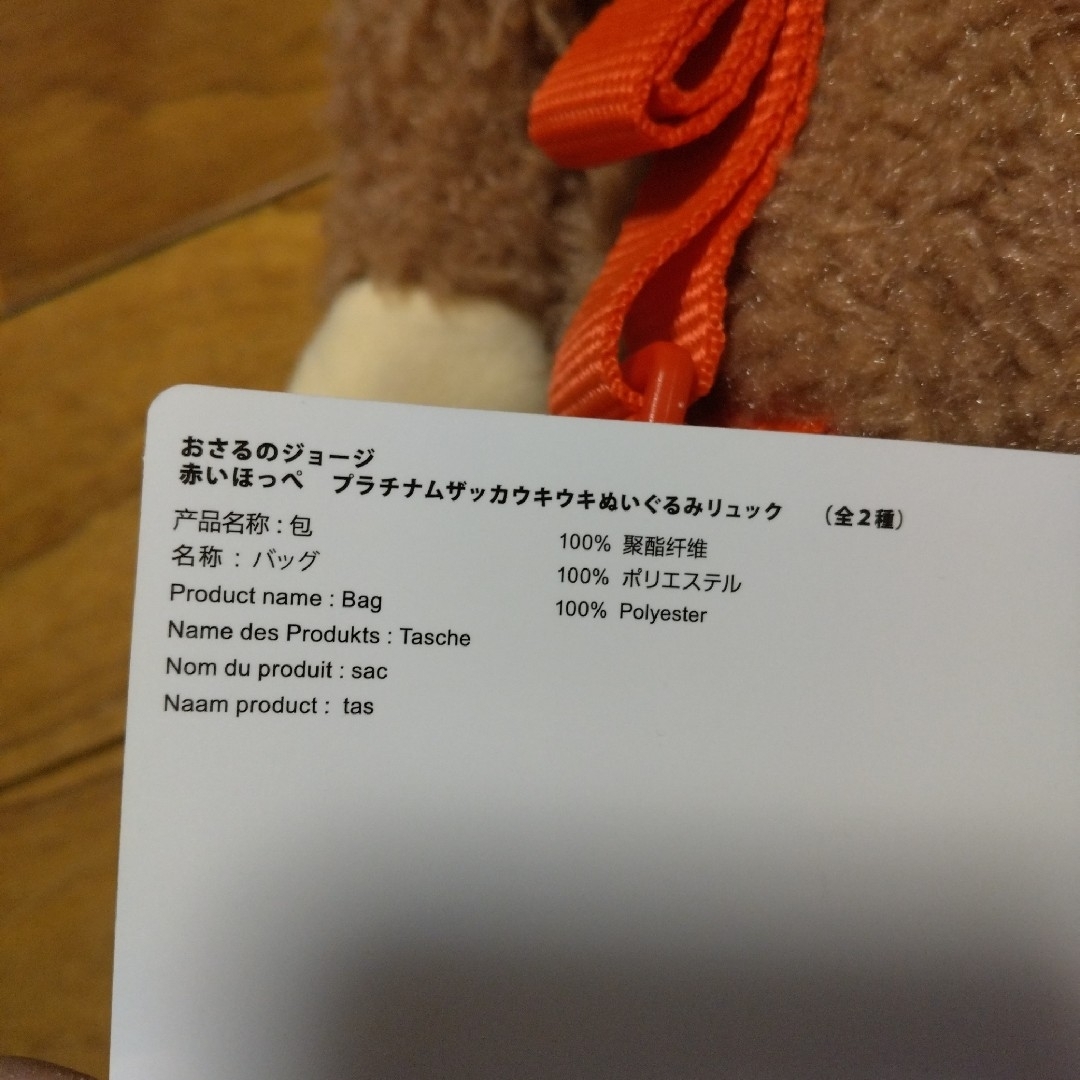 おさるのジョージ
赤いほっぺ　プラチナムザッカウキウキぬいぐるみリュック　（全２種）
产品名称 : 包
名称 : バッグ
Product name : Bag
Name des Produkts : Tasche
Nom du produit : sac
Naam product : tas
100% 聚酯纤维
100% ポリエステル
100% Polyester